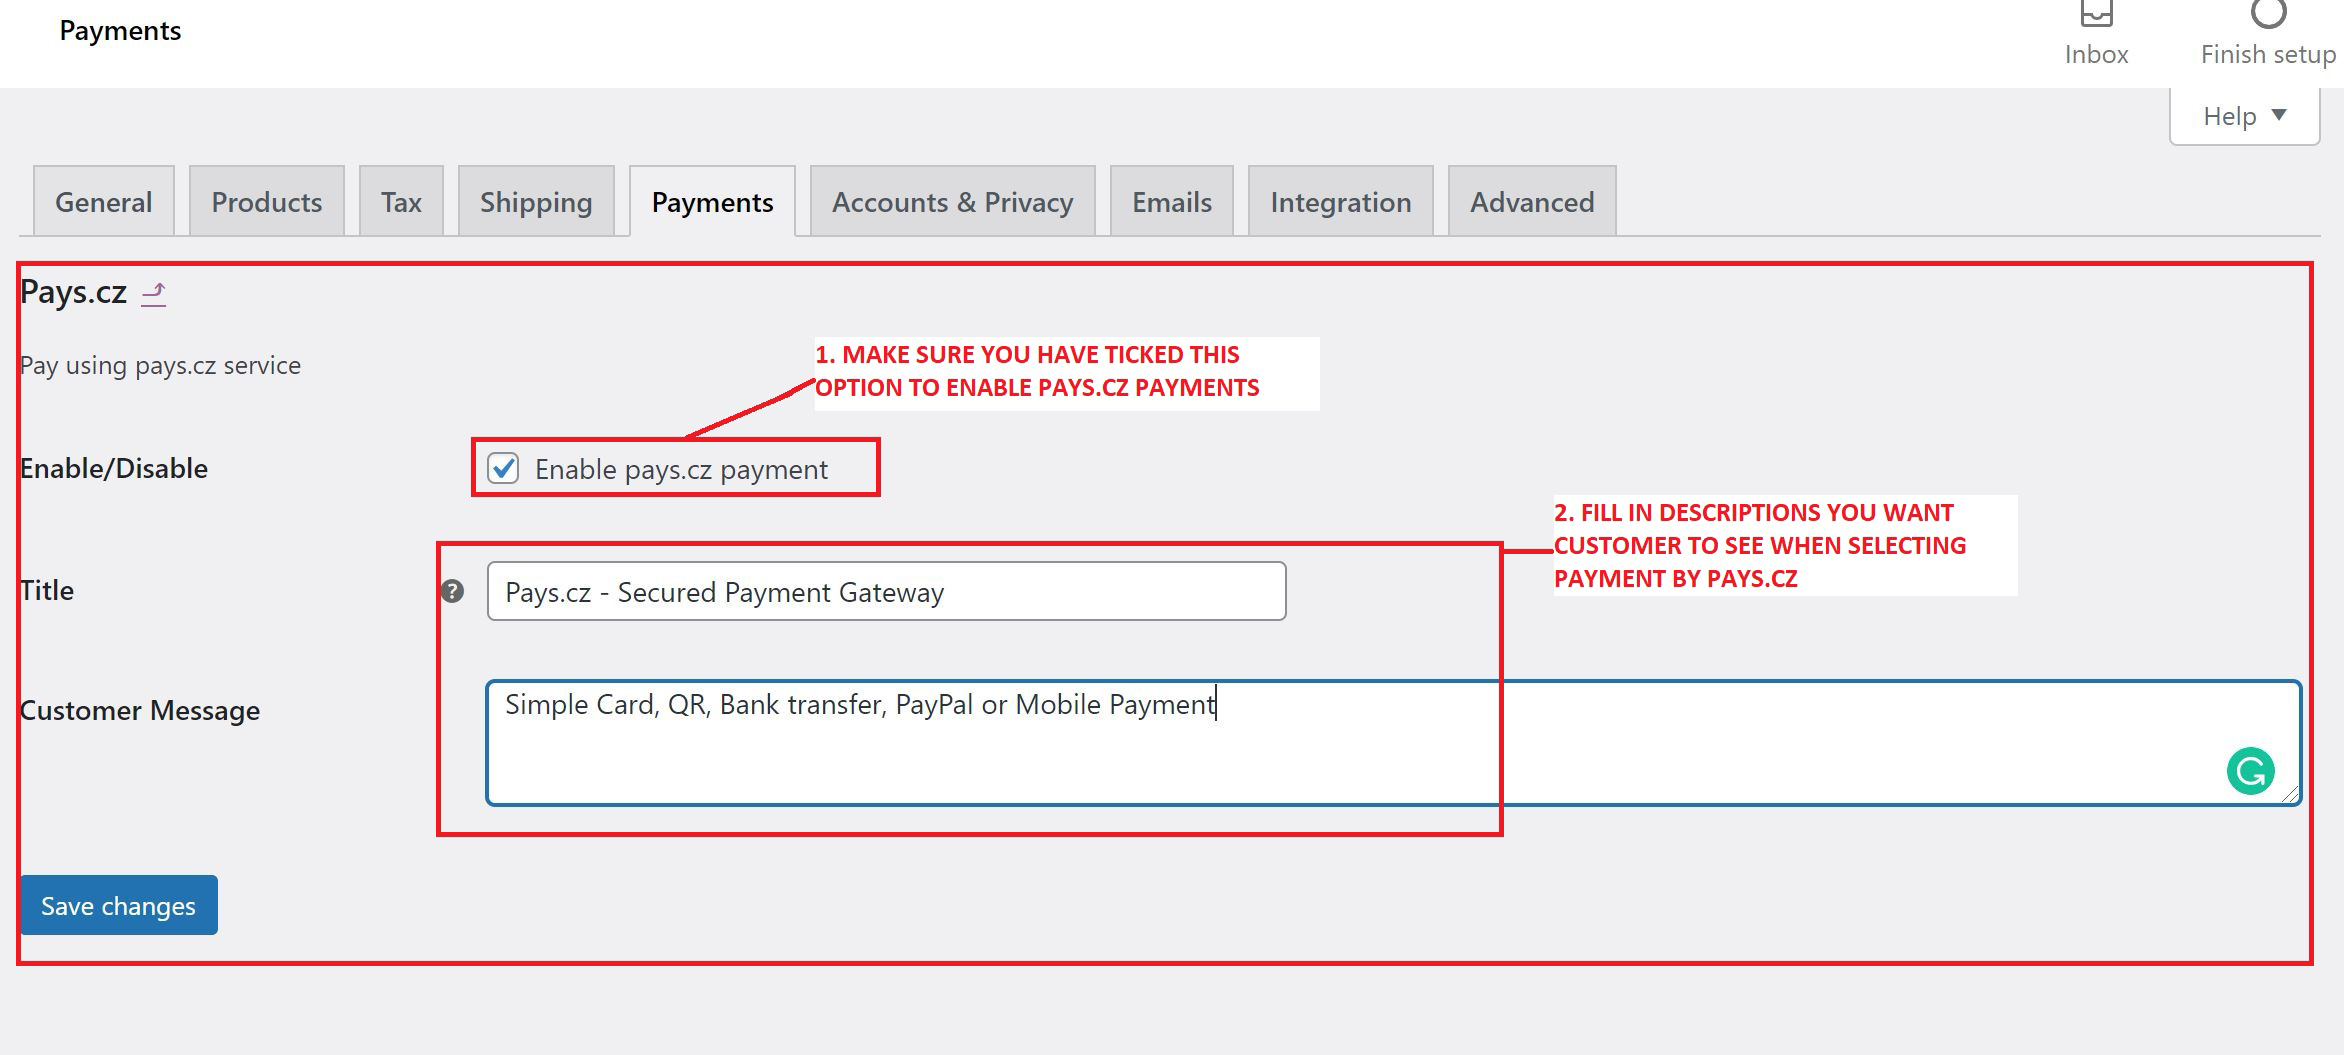 Payments
Inbox
Finish setup
Help
General
Products
Tax
Shipping
Payments
Accounts & Privacy
Emails
Integration
Advanced
Pays.cz
Pay using pays.cz service
1. MAKE SURE YOU HAVE TICKED THIS
OPTION TO ENABLE PAYS.CZ PAYMENTS
Enable/Disable
Enable pays.cz payment
2. FILL IN DESCRIPTIONS YOU WANT
CUSTOMER TO SEE WHEN SELECTING
PAYMENT BY PAYS.CZ
Title
Pays.cz - Secured Payment Gateway
Customer Message
Simple Card, QR, Bank transfer, PayPal or Mobile Payment
Save changes